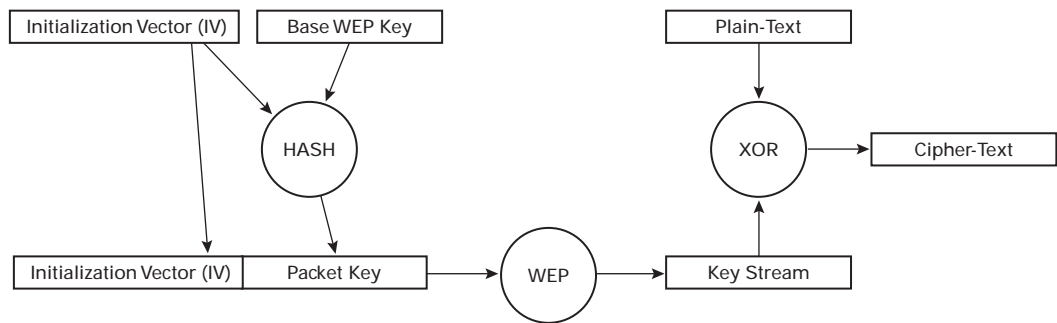 Initialization Vector (IV)
Base WEP Key
Plain-Text
HASH
XOR
Cipher-Text
Initialization Vector (IV)
Packet Key
WEP
Key Stream